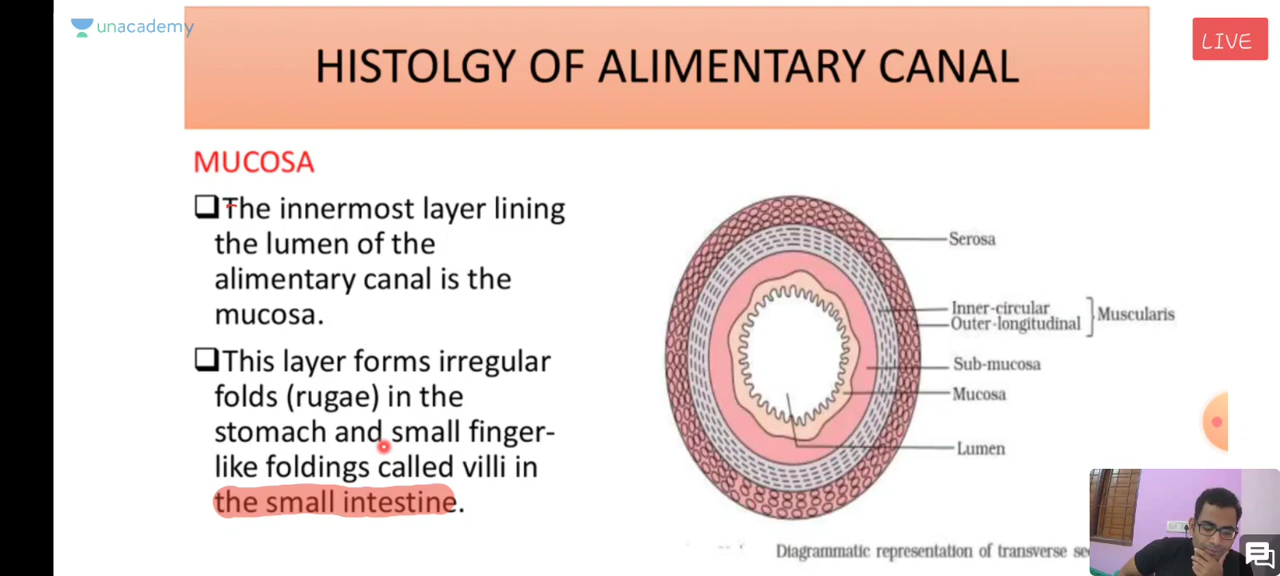 unacademy
LIVE
HISTOLGY OF ALIMENTARY CANAL
MUCOSA
The innermost layer lining
the lumen of the
alimentary canal is the
mucosa.
This layer forms irregular
folds (rugae) in the
stomach and small finger-
like foldings called villi in
the small intestine.
Serosa
Inner-circular
Outer-longitudinal
Muscularis
Sub-mucosa
Mucosa
Lumen
Diagrammatic representation of transverse se